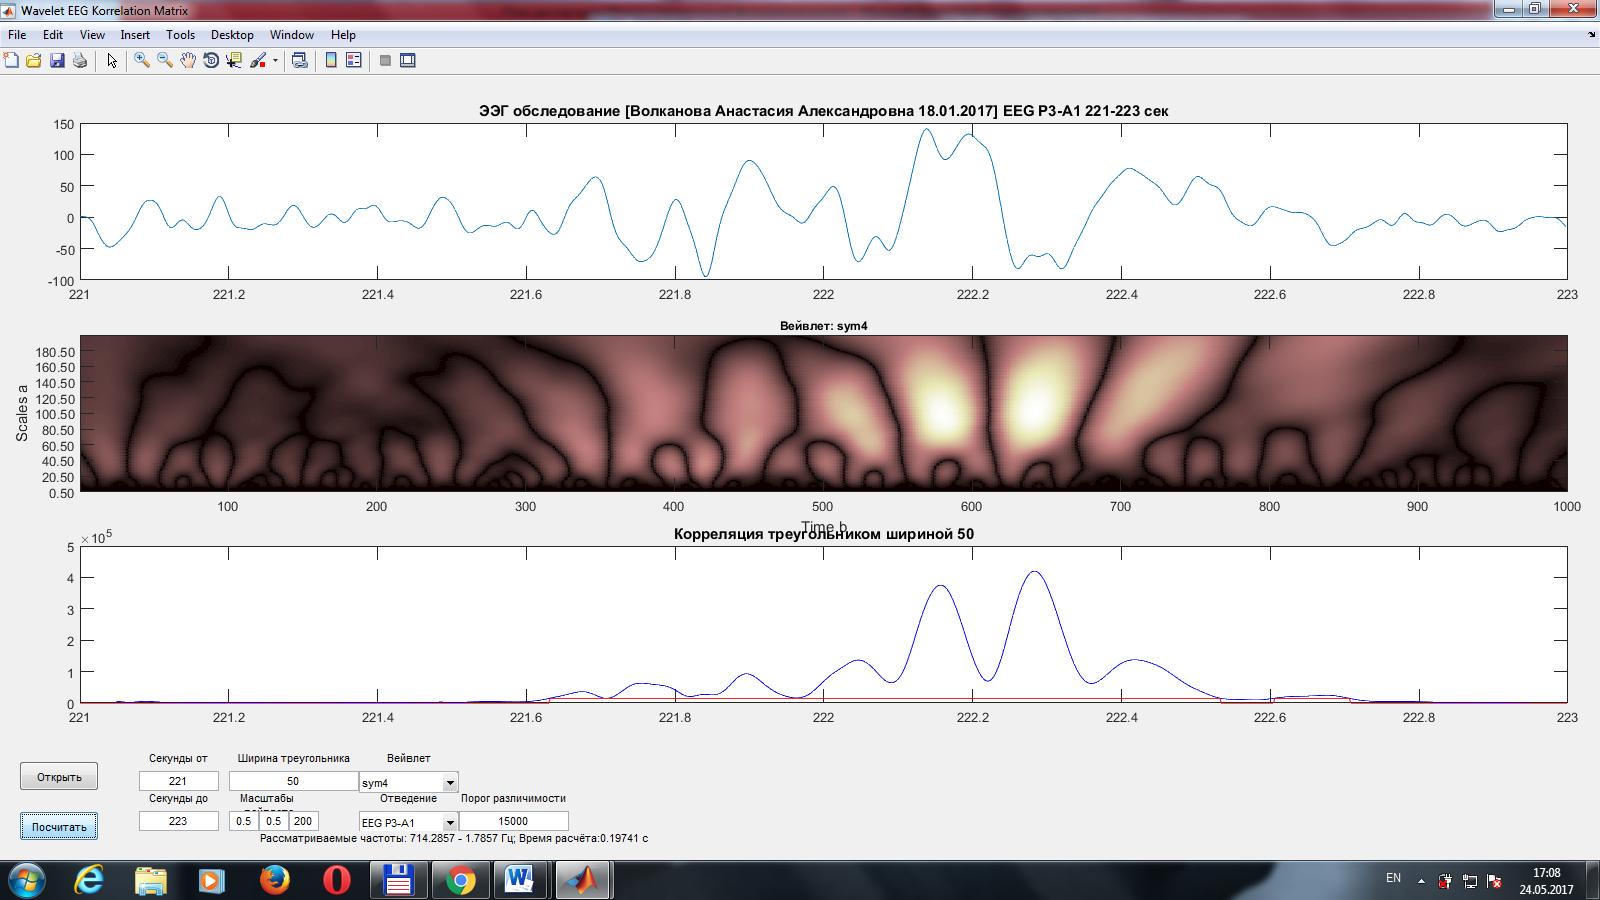 Wavelet EEG Korrelation Matrix
File Edit View Insert Tools Desktop Window Help
ЭЭГ обследование [Волканова Анастасия Александровна 18.01.2017] EEG P3-A1 221-223 сек
150
100
50
0
-50
-100
221 221.2 221.4 221.6 221.8 222 222.2 222.4 222.6 222.8 223
Вейвлет: sym4
Scales a
180.50
160.50
140.50
120.50
100.50
80.50
60.50
40.50
20.50
0.50
100 200 300 400 500 600 700 800 900 1000
Time b
Корреляция треугольником шириной 50
×10^5
5
4
3
2
1
0
221 221.2 221.4 221.6 221.8 222 222.2 222.4 222.6 222.8 223
Секунды от Ширина треугольника Вейвлет
Открыть 221 50 sym4
Секунды до Масштабы Отведение Порог различимости
Посчитать 223 0.5 0.5 200 EEG P3-A1 15000
Рассматриваемые частоты: 714.2857 - 1.7857 Гц; Время расчёта:0.19741 с
EN 17:08
24.05.2017